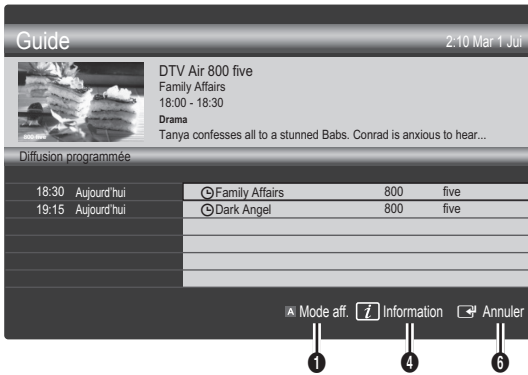 Guide
2:10 Mar 1 Jui
DTV Air 800 five
Family Affairs
18:00 - 18:30
Drama
Tanya confesses all to a stunned Babs. Conrad is anxious to hear...
Diffusion programmée
18:30 Aujourd'hui Family Affairs 800 five
19:15 Aujourd'hui Dark Angel 800 five
A Mode aff. i Information Annuler
1 4 6